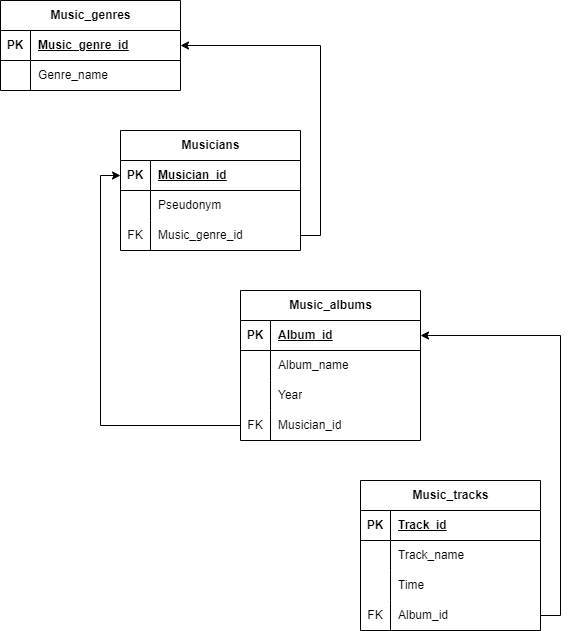 Music_genres
PK Music_genre_id
Genre_name
Musicians
PK Musician_id
Pseudonym
FK Music_genre_id
Music_albums
PK Album_id
Album_name
Year
FK Musician_id
Music_tracks
PK Track_id
Track_name
Time
FK Album_id